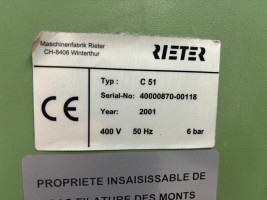 Maschinenfabrik Rieter
CH-8406 Winterthur
RIETER
Typ: C 51
Serial-No: 40000870-00118
Year: 2001
CE
400 V 50 Hz 6 bar
PROPRIETE INSAISISSABLE DE
FILATURE DES MONTS